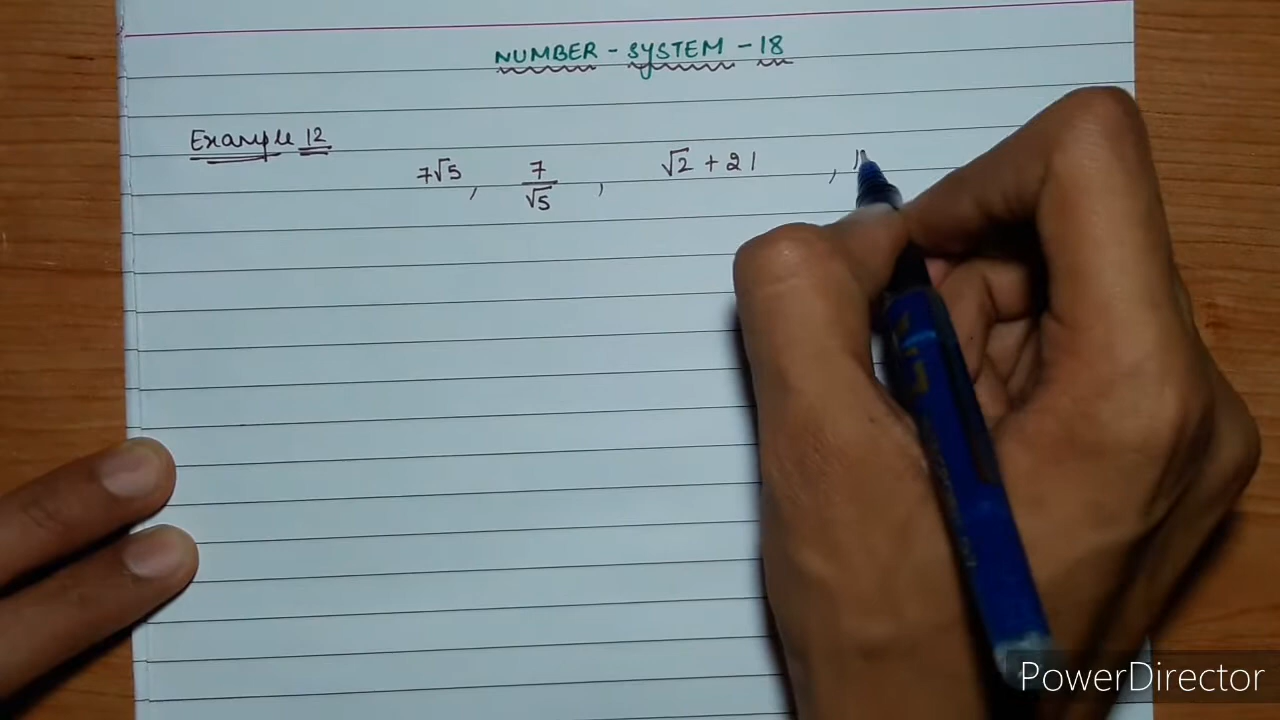 NUMBER - SYSTEM - 18
Example 12
7√5, 7/√5, √2 + 21,
PowerDirector